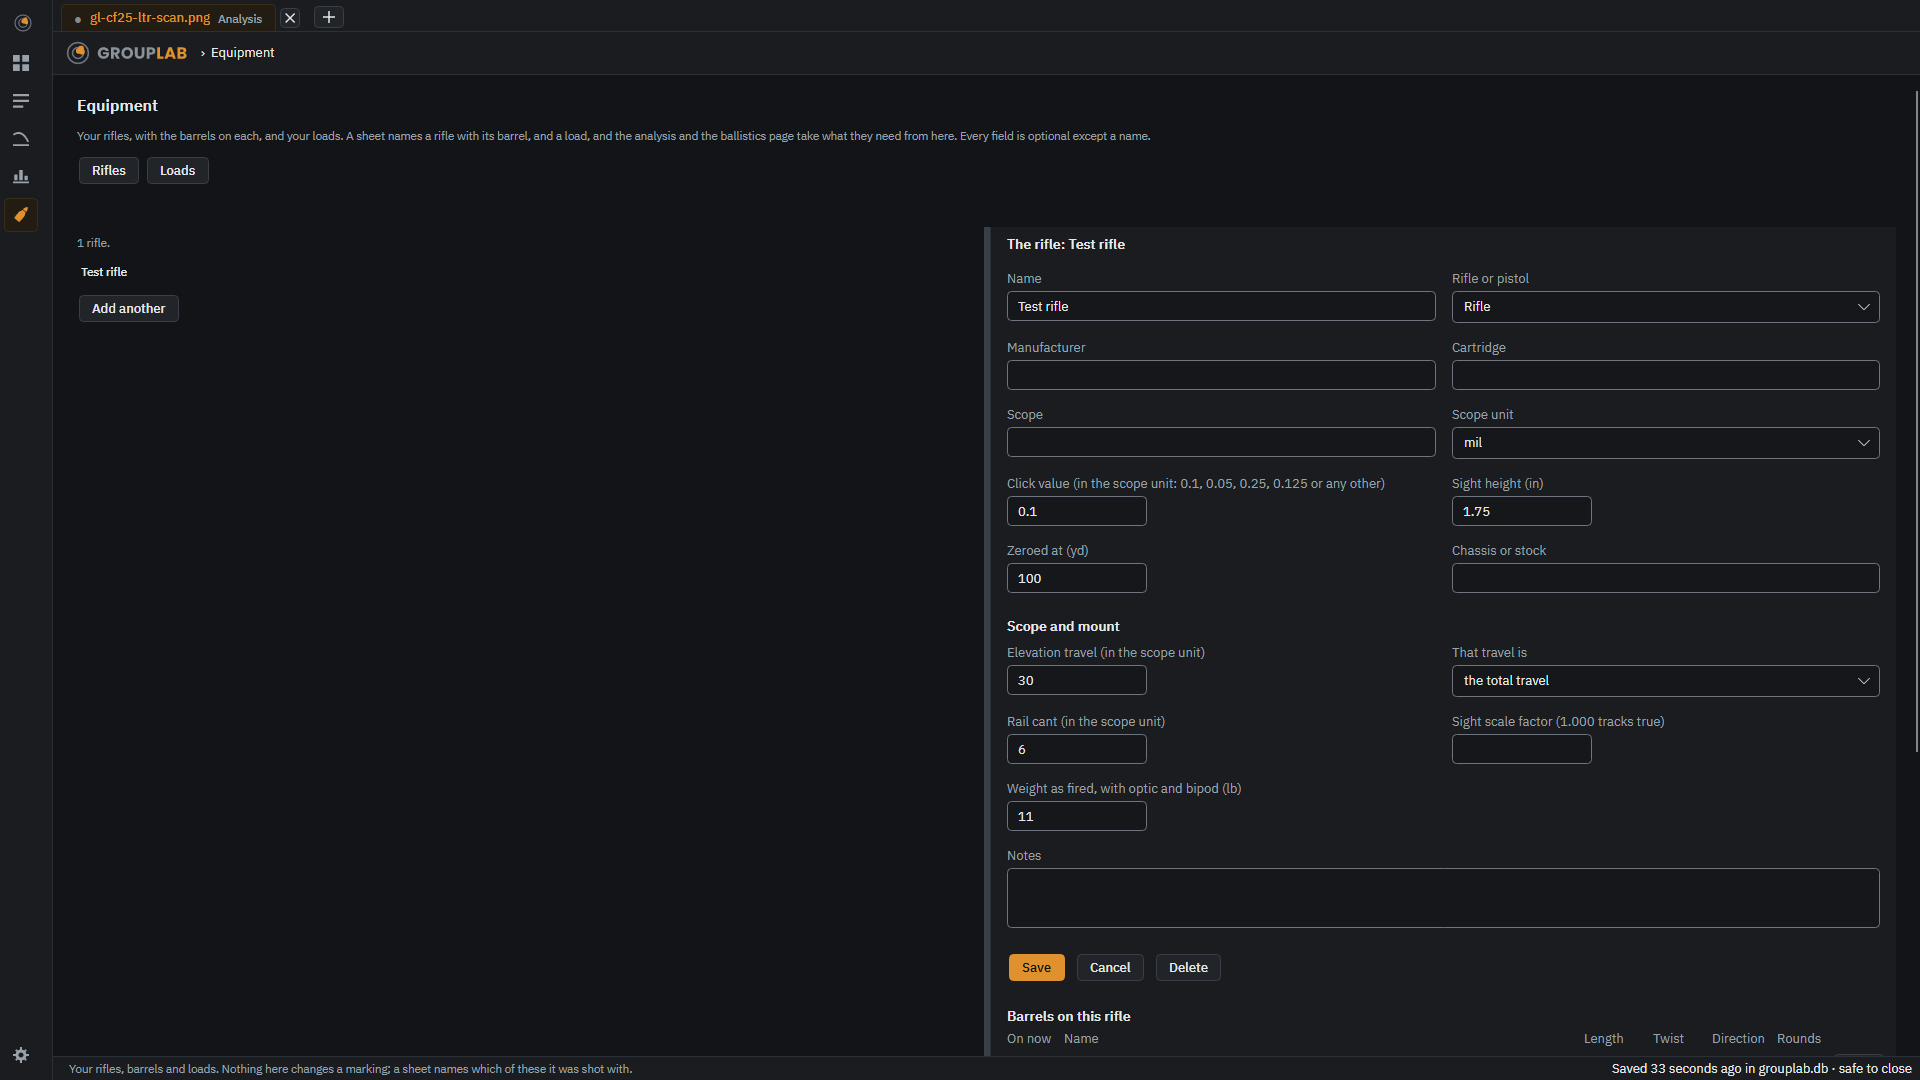 gl-cf25-ltr-scan.png Analysis
GROUPLAB › Equipment
Equipment
Your rifles, with the barrels on each, and your loads. A sheet names a rifle with its barrel, and a load, and the analysis and the ballistics page take what they need from here. Every field is optional except a name.
Rifles Loads
1 rifle.
Test rifle
Add another
The rifle: Test rifle
Name Rifle or pistol
Test rifle Rifle
Manufacturer Cartridge
Scope Scope unit
mil
Click value (in the scope unit: 0.1, 0.05, 0.25, 0.125 or any other) Sight height (in)
0.1 1.75
Zeroed at (yd) Chassis or stock
100
Scope and mount
Elevation travel (in the scope unit) That travel is
30 the total travel
Rail cant (in the scope unit) Sight scale factor (1.000 tracks true)
6
Weight as fired, with optic and bipod (lb)
11
Notes
Save Cancel Delete
Barrels on this rifle
On now Name Length Twist Direction Rounds
Your rifles, barrels and loads. Nothing here changes a marking; a sheet names which of these it was shot with. Saved 33 seconds ago in grouplab.db · safe to close